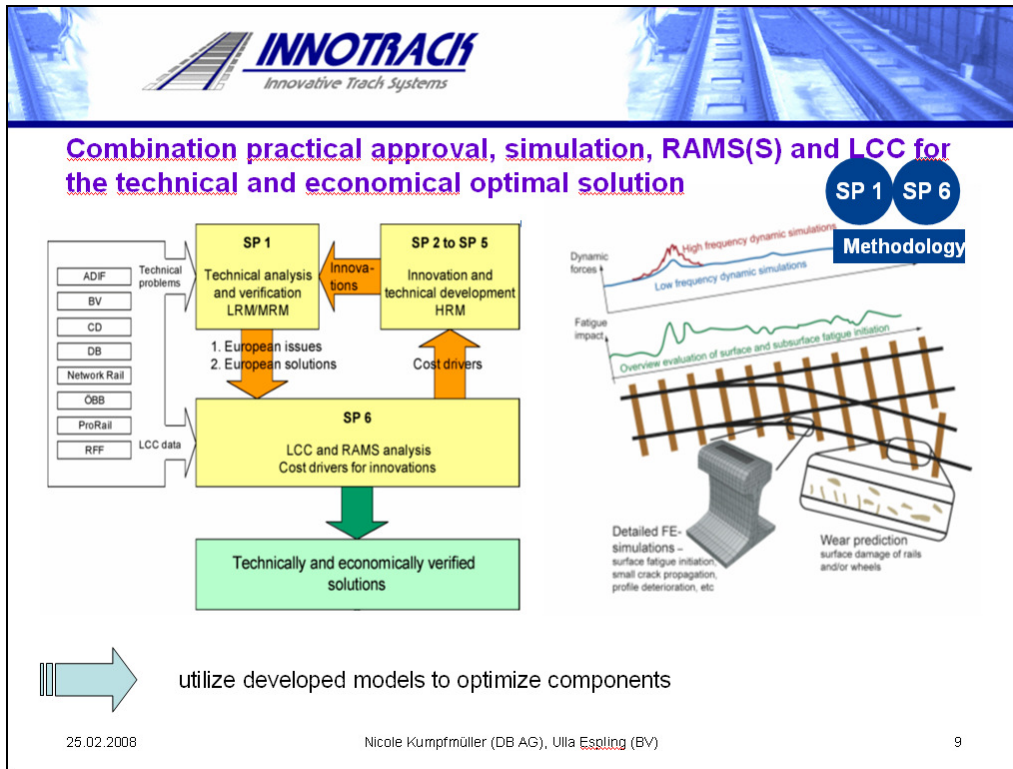 INNOTRACK
Innovative Track Systems
Combination practical approval, simulation, RAMS(S) and LCC for
the technical and economical optimal solution
SP 1
SP 6
Methodology
ADIF
BV
CD
DB
Network Rail
ÖBB
ProRail
RFF
Technical
problems
LCC data
SP 1
Technical analysis
and verification
LRM/MRM
Innova-
tions
SP 2 to SP 5
Innovation and
technical development
HRM
1. European issues
2. European solutions
Cost drivers
SP 6
LCC and RAMS analysis
Cost drivers for innovations
Technically and economically verified
solutions
Dynamic
forces
High frequency dynamic simulations
Low frequency dynamic simulations
Fatigue
impact
Overview evaluation of surface and subsurface fatigue initiation
Detailed FE-
simulations –
surface fatigue initiation,
small crack propagation,
profile deterioration, etc
Wear prediction
surface damage of rails
and/or wheels
utilize developed models to optimize components
25.02.2008
Nicole Kumpfmüller (DB AG), Ulla Espling (BV)
9